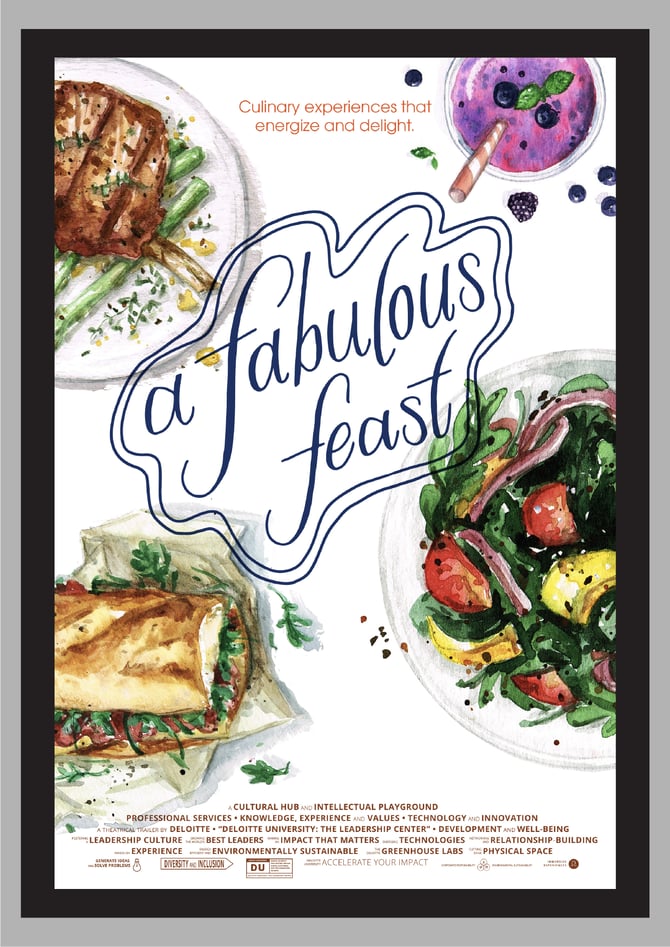 Culinary experiences that
energize and delight.
a fabulous
feast
A CULTURAL HUB AND INTELLECTUAL PLAYGROUND
PROFESSIONAL SERVICES • KNOWLEDGE, EXPERIENCE AND VALUES • TECHNOLOGY AND INNOVATION
A THEATRICAL TRAILER BY DELOITTE • "DELOITTE UNIVERSITY: THE LEADERSHIP CENTER" • DEVELOPMENT AND WELL-BEING
LEADERSHIP CULTURE BEST LEADERS IMPACT THAT MATTERS TECHNOLOGIES RELATIONSHIP-BUILDING
EXPERIENCE ENVIRONMENTALLY SUSTAINABLE GREENHOUSE LABS PHYSICAL SPACE
GENERATE IDEAS
SOLVE PROBLEMS
DIVERSITY AND INCLUSION
DU
ACCELERATE YOUR IMPACT